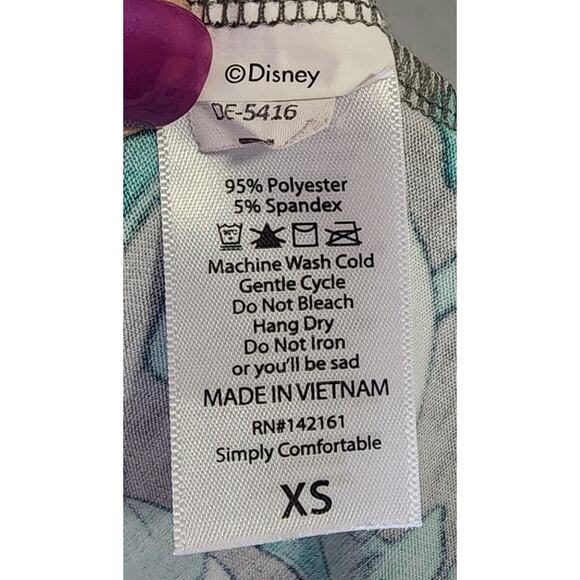 ©Disney
DE-5416
95% Polyester
5% Spandex
Machine Wash Cold
Gentle Cycle
Do Not Bleach
Hang Dry
Do Not Iron
or you'll be sad
MADE IN VIETNAM
RN#142161
Simply Comfortable
XS